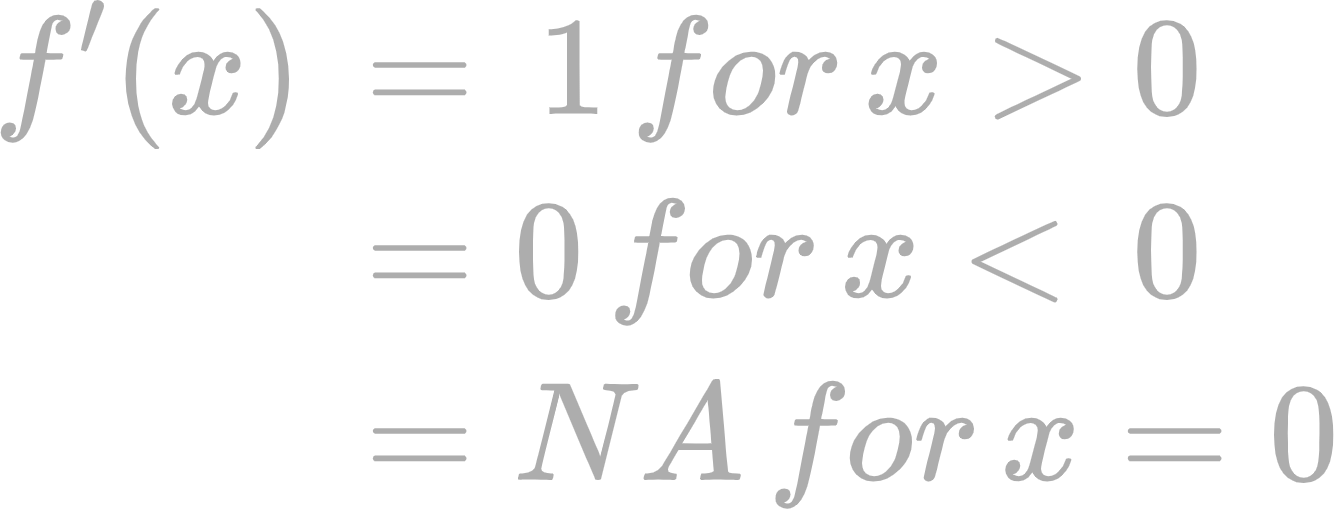 f′(x) = 1 for x > 0
= 0 for x < 0
= NA for x = 0